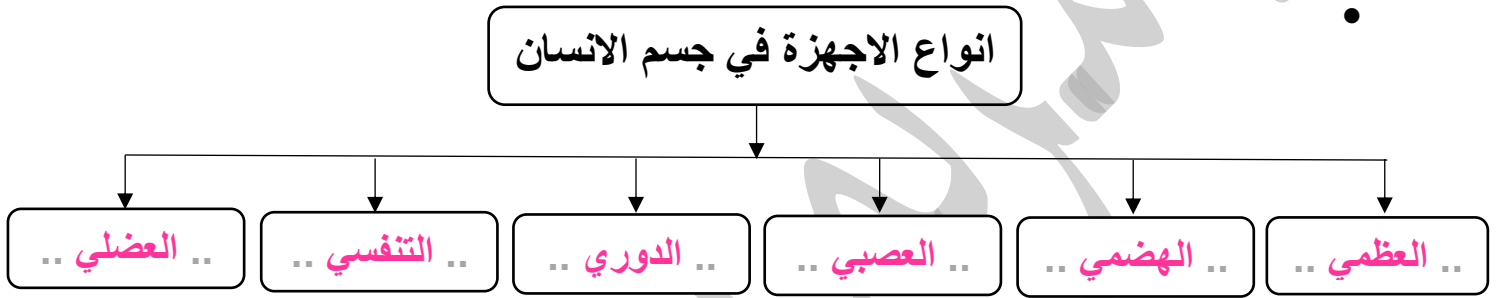 انواع الاجهزة في جسم الانسان
.. العظمي ..
.. الهضمي ..
.. العصبي ..
.. الدوري ..
.. التنفسي ..
.. العضلي ..